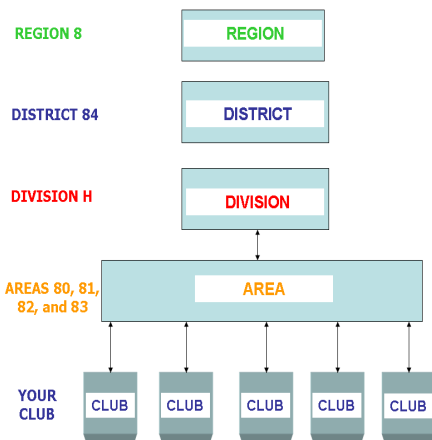 REGION 8
REGION
DISTRICT 84
DISTRICT
DIVISION H
DIVISION
AREAS 80, 81,
82, and 83
AREA
YOUR
CLUB
CLUB
CLUB
CLUB
CLUB
CLUB